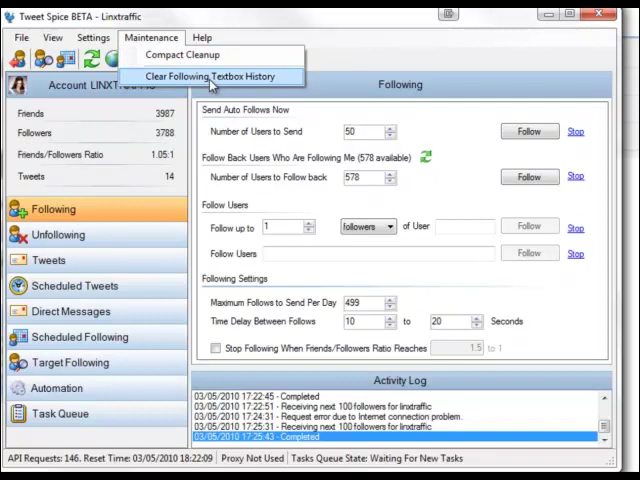 Tweet Spice BETA - Linxtraffic
File View Settings Maintenance Help
Compact Cleanup
Clear Following Textbox History
Account LINXTRAFFIC
Following
Friends 3987
Followers 3788
Friends/Followers Ratio 1.05:1
Tweets 14
Following
Unfollowing
Tweets
Scheduled Tweets
Direct Messages
Scheduled Following
Target Following
Automation
Task Queue
Send Auto Follows Now
Number of Users to Send 50 Follow Stop
Follow Back Users Who Are Following Me (578 available)
Number of Users to Follow back 578 Follow Stop
Follow Users
Follow up to 1 followers of User Follow Stop
Follow Users Follow Stop
Following Settings
Maximum Follows to Send Per Day 499
Time Delay Between Follows 10 to 20 Seconds
Stop Following When Friends/Followers Ratio Reaches 1.5 to 1
Activity Log
03/05/2010 17:22:45 - Completed
03/05/2010 17:22:51 - Receiving next 100 followers for linxtraffic
03/05/2010 17:24:31 - Request error due to Internet connection problem.
03/05/2010 17:25:31 - Receiving next 100 followers for linxtraffic
03/05/2010 17:25:43 - Completed
API Requests: 146. Reset Time: 03/05/2010 18:22:09 Proxy Not Used Tasks Queue State: Waiting For New Tasks